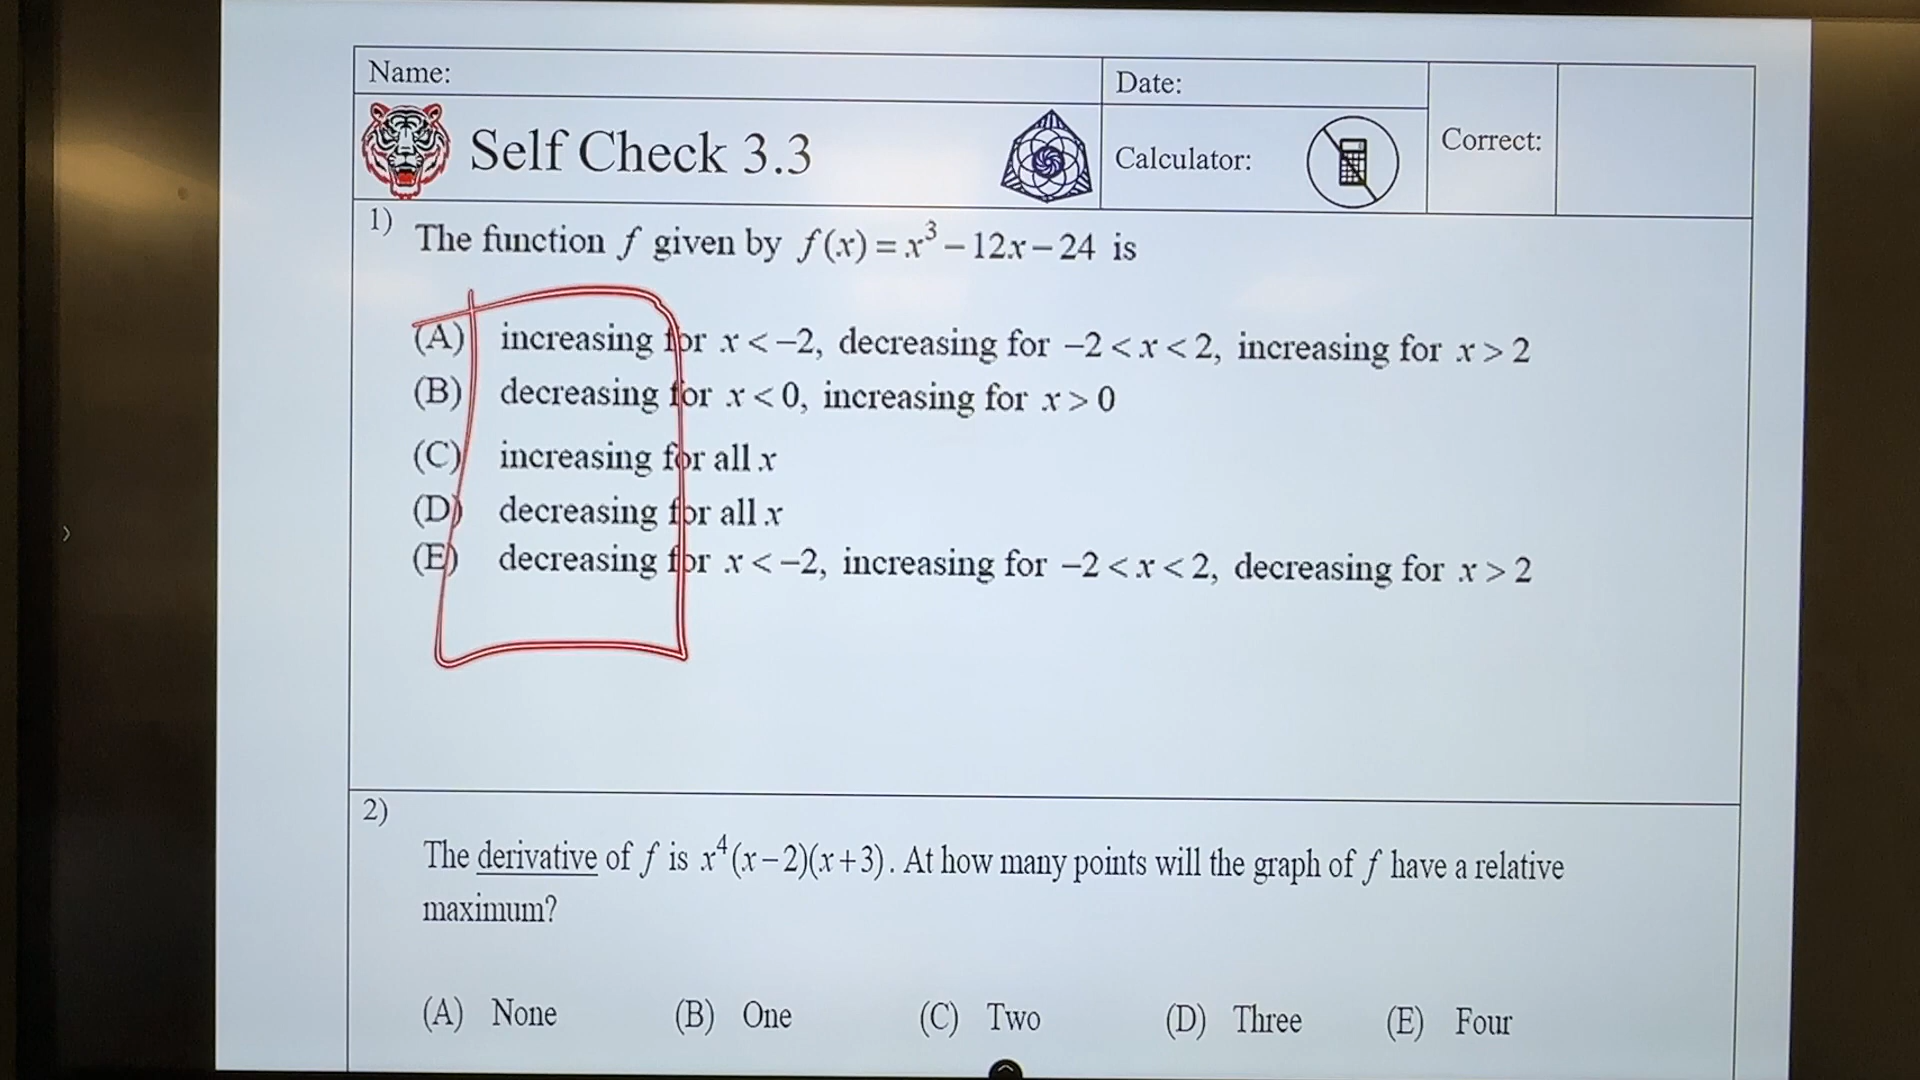 Name:
Date:
Self Check 3.3
Calculator:
Correct:
1) The function f given by f(x) = x³ − 12x − 24 is
(A) increasing for x < −2, decreasing for −2 < x < 2, increasing for x > 2
(B) decreasing for x < 0, increasing for x > 0
(C) increasing for all x
(D) decreasing for all x
(E) decreasing for x < −2, increasing for −2 < x < 2, decreasing for x > 2
2)
The derivative of f is x⁴(x − 2)(x + 3). At how many points will the graph of f have a relative
maximum?
(A) None (B) One (C) Two (D) Three (E) Four